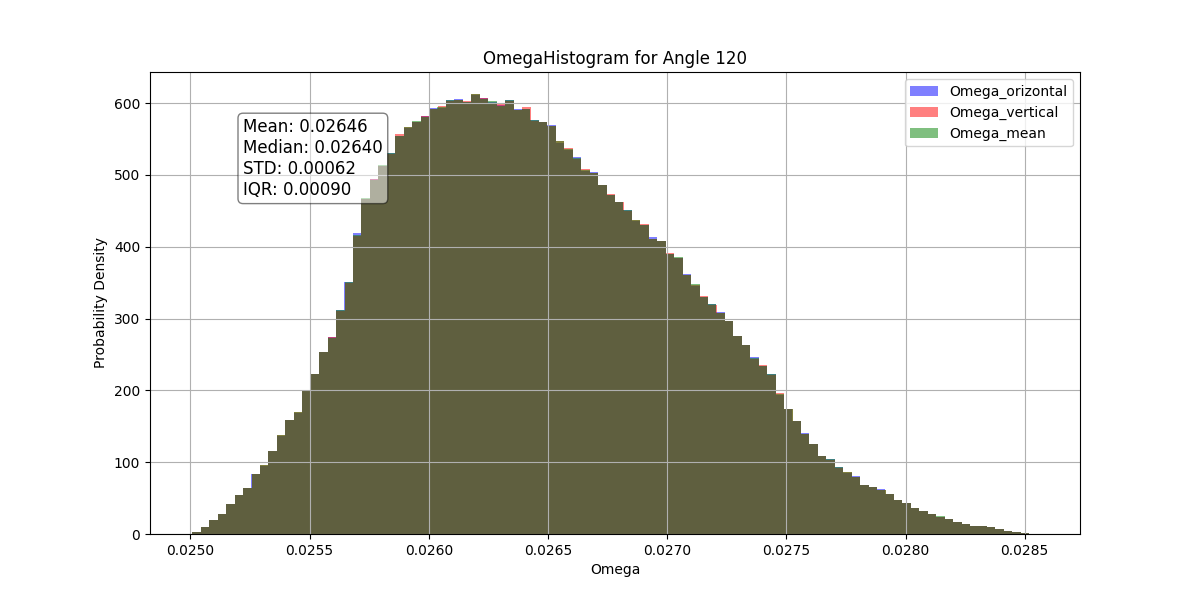 OmegaHistogram for Angle 120
Omega_orizontal
Omega_vertical
Omega_mean
Mean: 0.02646
Median: 0.02640
STD: 0.00062
IQR: 0.00090
Probability Density
600
500
400
300
200
100
0
0.0250 0.0255 0.0260 0.0265 0.0270 0.0275 0.0280 0.0285
Omega